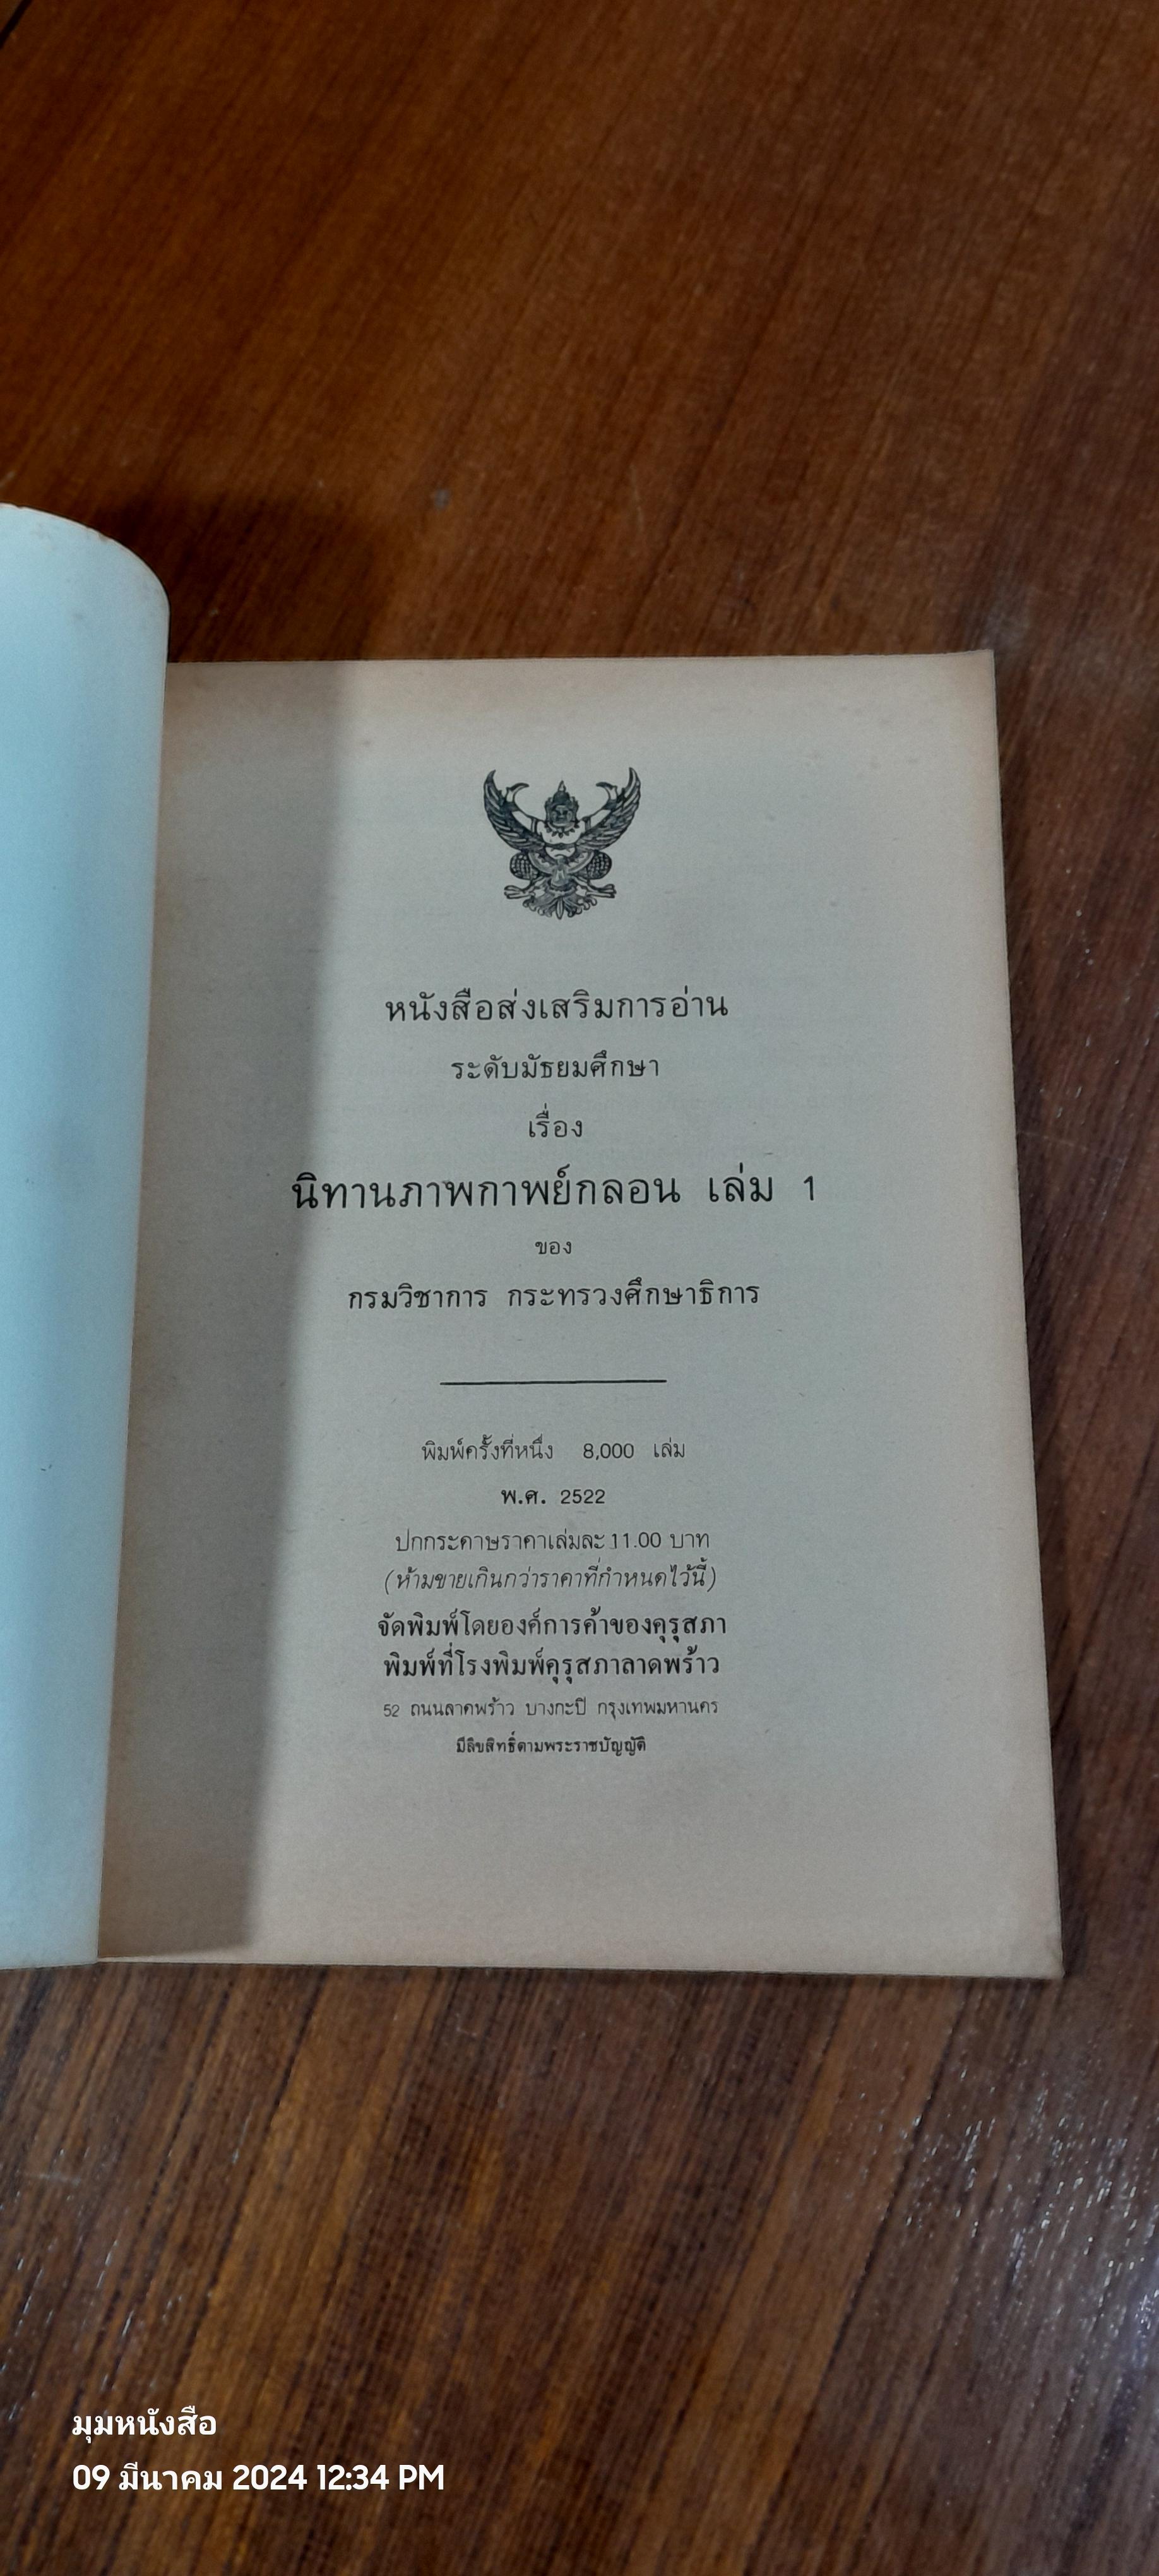 หนังสือส่งเสริมการอ่าน
ระดับมัธยมศึกษา
เรื่อง
นิทานภาพกาพย์กลอน เล่ม 1
ของ
กรมวิชาการ กระทรวงศึกษาธิการ
พิมพ์ครั้งที่หนึ่ง 8,000 เล่ม
พ.ศ. 2522
ปกกระดาษราคาเล่มละ 11.00 บาท
(ห้ามขายเกินกว่าราคาที่กำหนดไว้นี้)
จัดพิมพ์โดยองค์การค้าของคุรุสภา
พิมพ์ที่โรงพิมพ์คุรุสภาลาดพร้าว
52 ถนนลาดพร้าว บางกะปิ กรุงเทพมหานคร
มีลิขสิทธิ์ตามพระราชบัญญัติ
มุมหนังสือ
09 มีนาคม 2024 12:34 PM